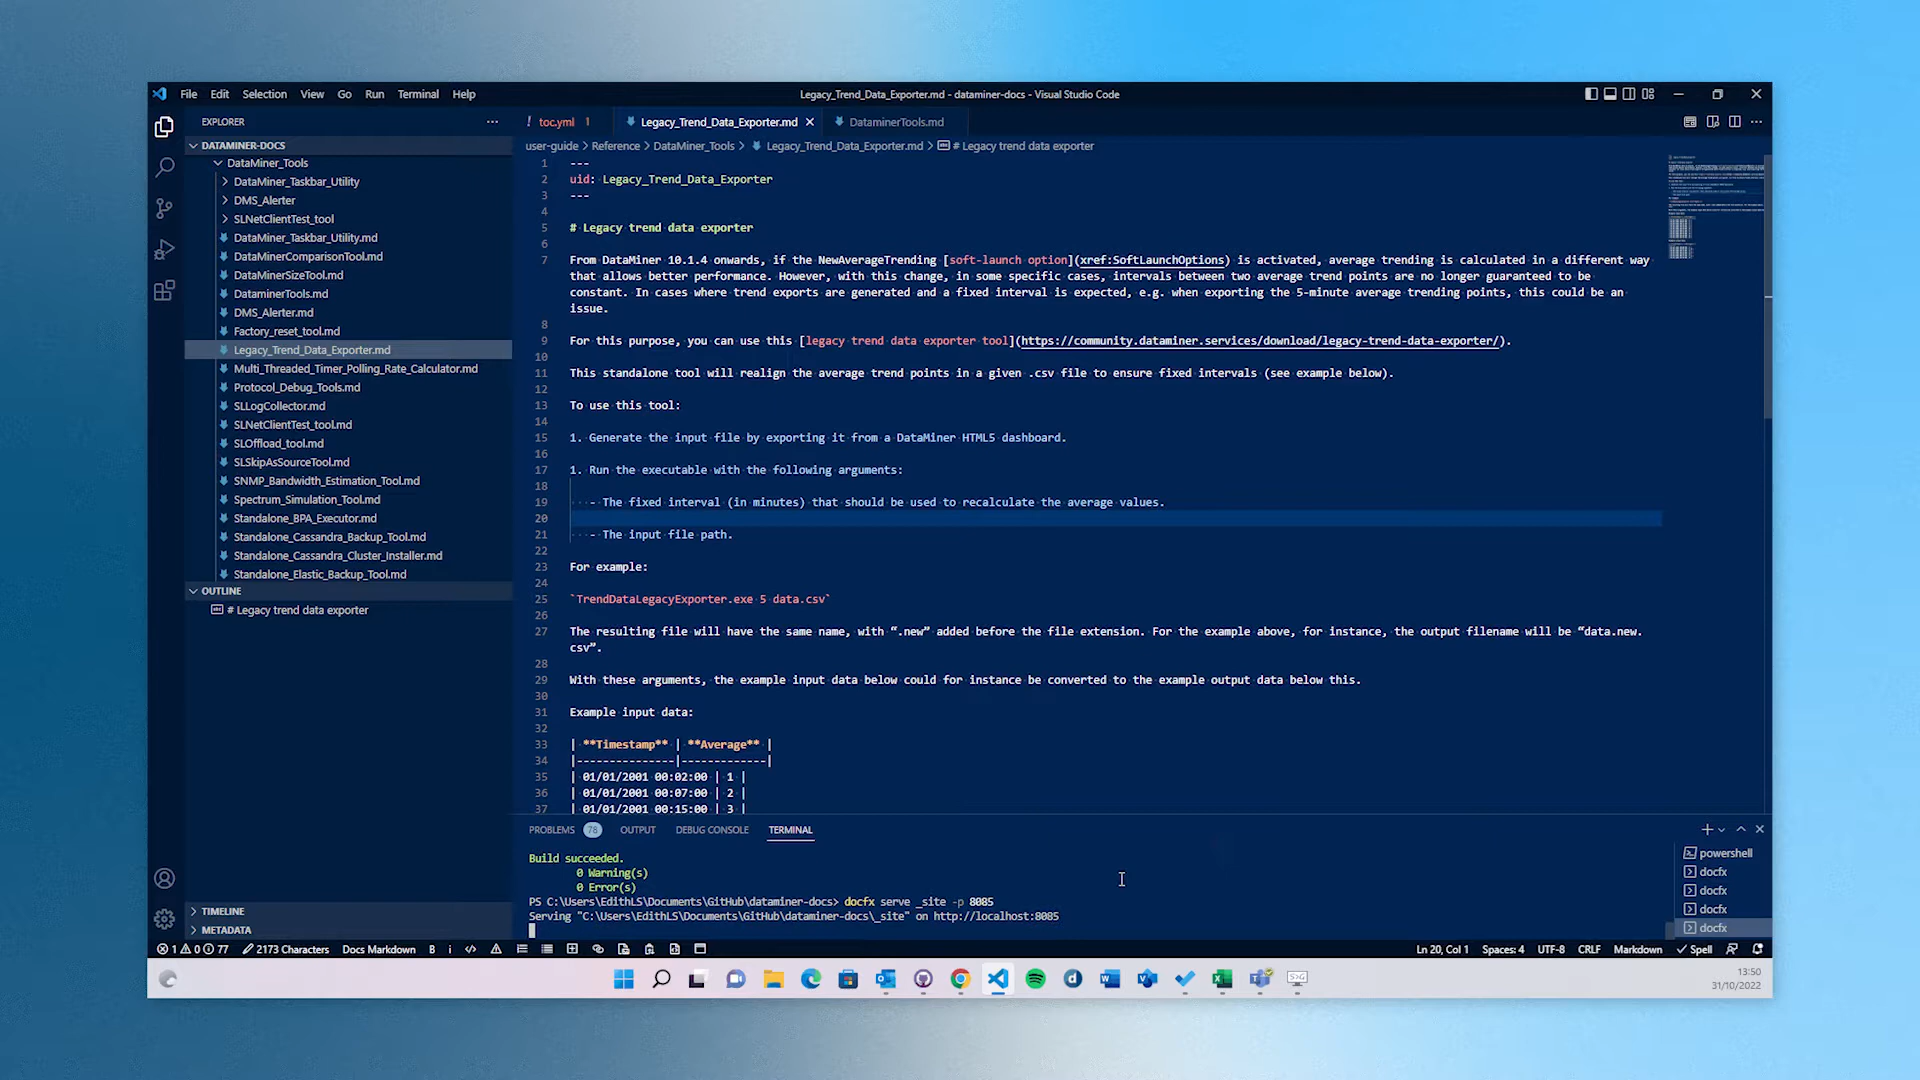 File Edit Selection View Go Run Terminal Help
Legacy_Trend_Data_Exporter.md - dataminer-docs - Visual Studio Code
EXPLORER
DATAMINER-DOCS
DataMiner_Tools
DataMiner_Taskbar_Utility
DMS_Alerter
SLNetClientTest_tool
DataMiner_Taskbar_Utility.md
DataMinerComparisonTool.md
DataMinerSizeTool.md
DataminerTools.md
DMS_Alerter.md
Factory_reset_tool.md
Legacy_Trend_Data_Exporter.md
Multi_Threaded_Timer_Polling_Rate_Calculator.md
Protocol_Debug_Tools.md
SLLogCollector.md
SLNetClientTest_tool.md
SLOffload_tool.md
SLSkipAsSourceTool.md
SNMP_Bandwidth_Estimation_Tool.md
Spectrum_Simulation_Tool.md
Standalone_BPA_Executor.md
Standalone_Cassandra_Backup_Tool.md
Standalone_Cassandra_Cluster_Installer.md
Standalone_Elastic_Backup_Tool.md
OUTLINE
# Legacy trend data exporter
TIMELINE
METADATA
toc.yml 1 Legacy_Trend_Data_Exporter.md DataminerTools.md
user-guide > Reference > DataMiner_Tools > Legacy_Trend_Data_Exporter.md > # Legacy trend data exporter
1 ---
2 uid: Legacy_Trend_Data_Exporter
3 ---
4
5 # Legacy trend data exporter
6
7 From DataMiner 10.1.4 onwards, if the NewAverageTrending [soft-launch option](xref:SoftLaunchOptions) is activated, average trending is calculated in a different way
that allows better performance. However, with this change, in some specific cases, intervals between two average trend points are no longer guaranteed to be
constant. In cases where trend exports are generated and a fixed interval is expected, e.g. when exporting the 5-minute average trending points, this could be an
issue.
8
9 For this purpose, you can use this [legacy trend data exporter tool](https://community.dataminer.services/download/legacy-trend-data-exporter/).
10
11 This standalone tool will realign the average trend points in a given .csv file to ensure fixed intervals (see example below).
12
13 To use this tool:
14
15 1. Generate the input file by exporting it from a DataMiner HTML5 dashboard.
16
17 1. Run the executable with the following arguments:
18
19 - The fixed interval (in minutes) that should be used to recalculate the average values.
20
21 - The input file path.
22
23 For example:
24
25 `TrendDataLegacyExporter.exe 5 data.csv`
26
27 The resulting file will have the same name, with “.new” added before the file extension. For the example above, for instance, the output filename will be “data.new.
csv”.
28
29 With these arguments, the example input data below could for instance be converted to the example output data below this.
30
31 Example input data:
32
33 | **Timestamp** | **Average** |
34 |---------------|-------------|
35 | 01/01/2001 00:02:00 | 1 |
36 | 01/01/2001 00:07:00 | 2 |
37 | 01/01/2001 00:15:00 | 3 |
PROBLEMS 78 OUTPUT DEBUG CONSOLE TERMINAL
Build succeeded.
0 Warning(s)
0 Error(s)
PS C:\Users\EdithLS\Documents\GitHub\dataminer-docs> docfx serve _site -p 8085
Serving "C:\Users\EdithLS\Documents\GitHub\dataminer-docs\_site" on http://localhost:8085
powershell
docfx
docfx
docfx
docfx
1 0 77 2173 Characters Docs Markdown B i Ln 20, Col 1 Spaces: 4 UTF-8 CRLF Markdown Spell
13:50
31/10/2022